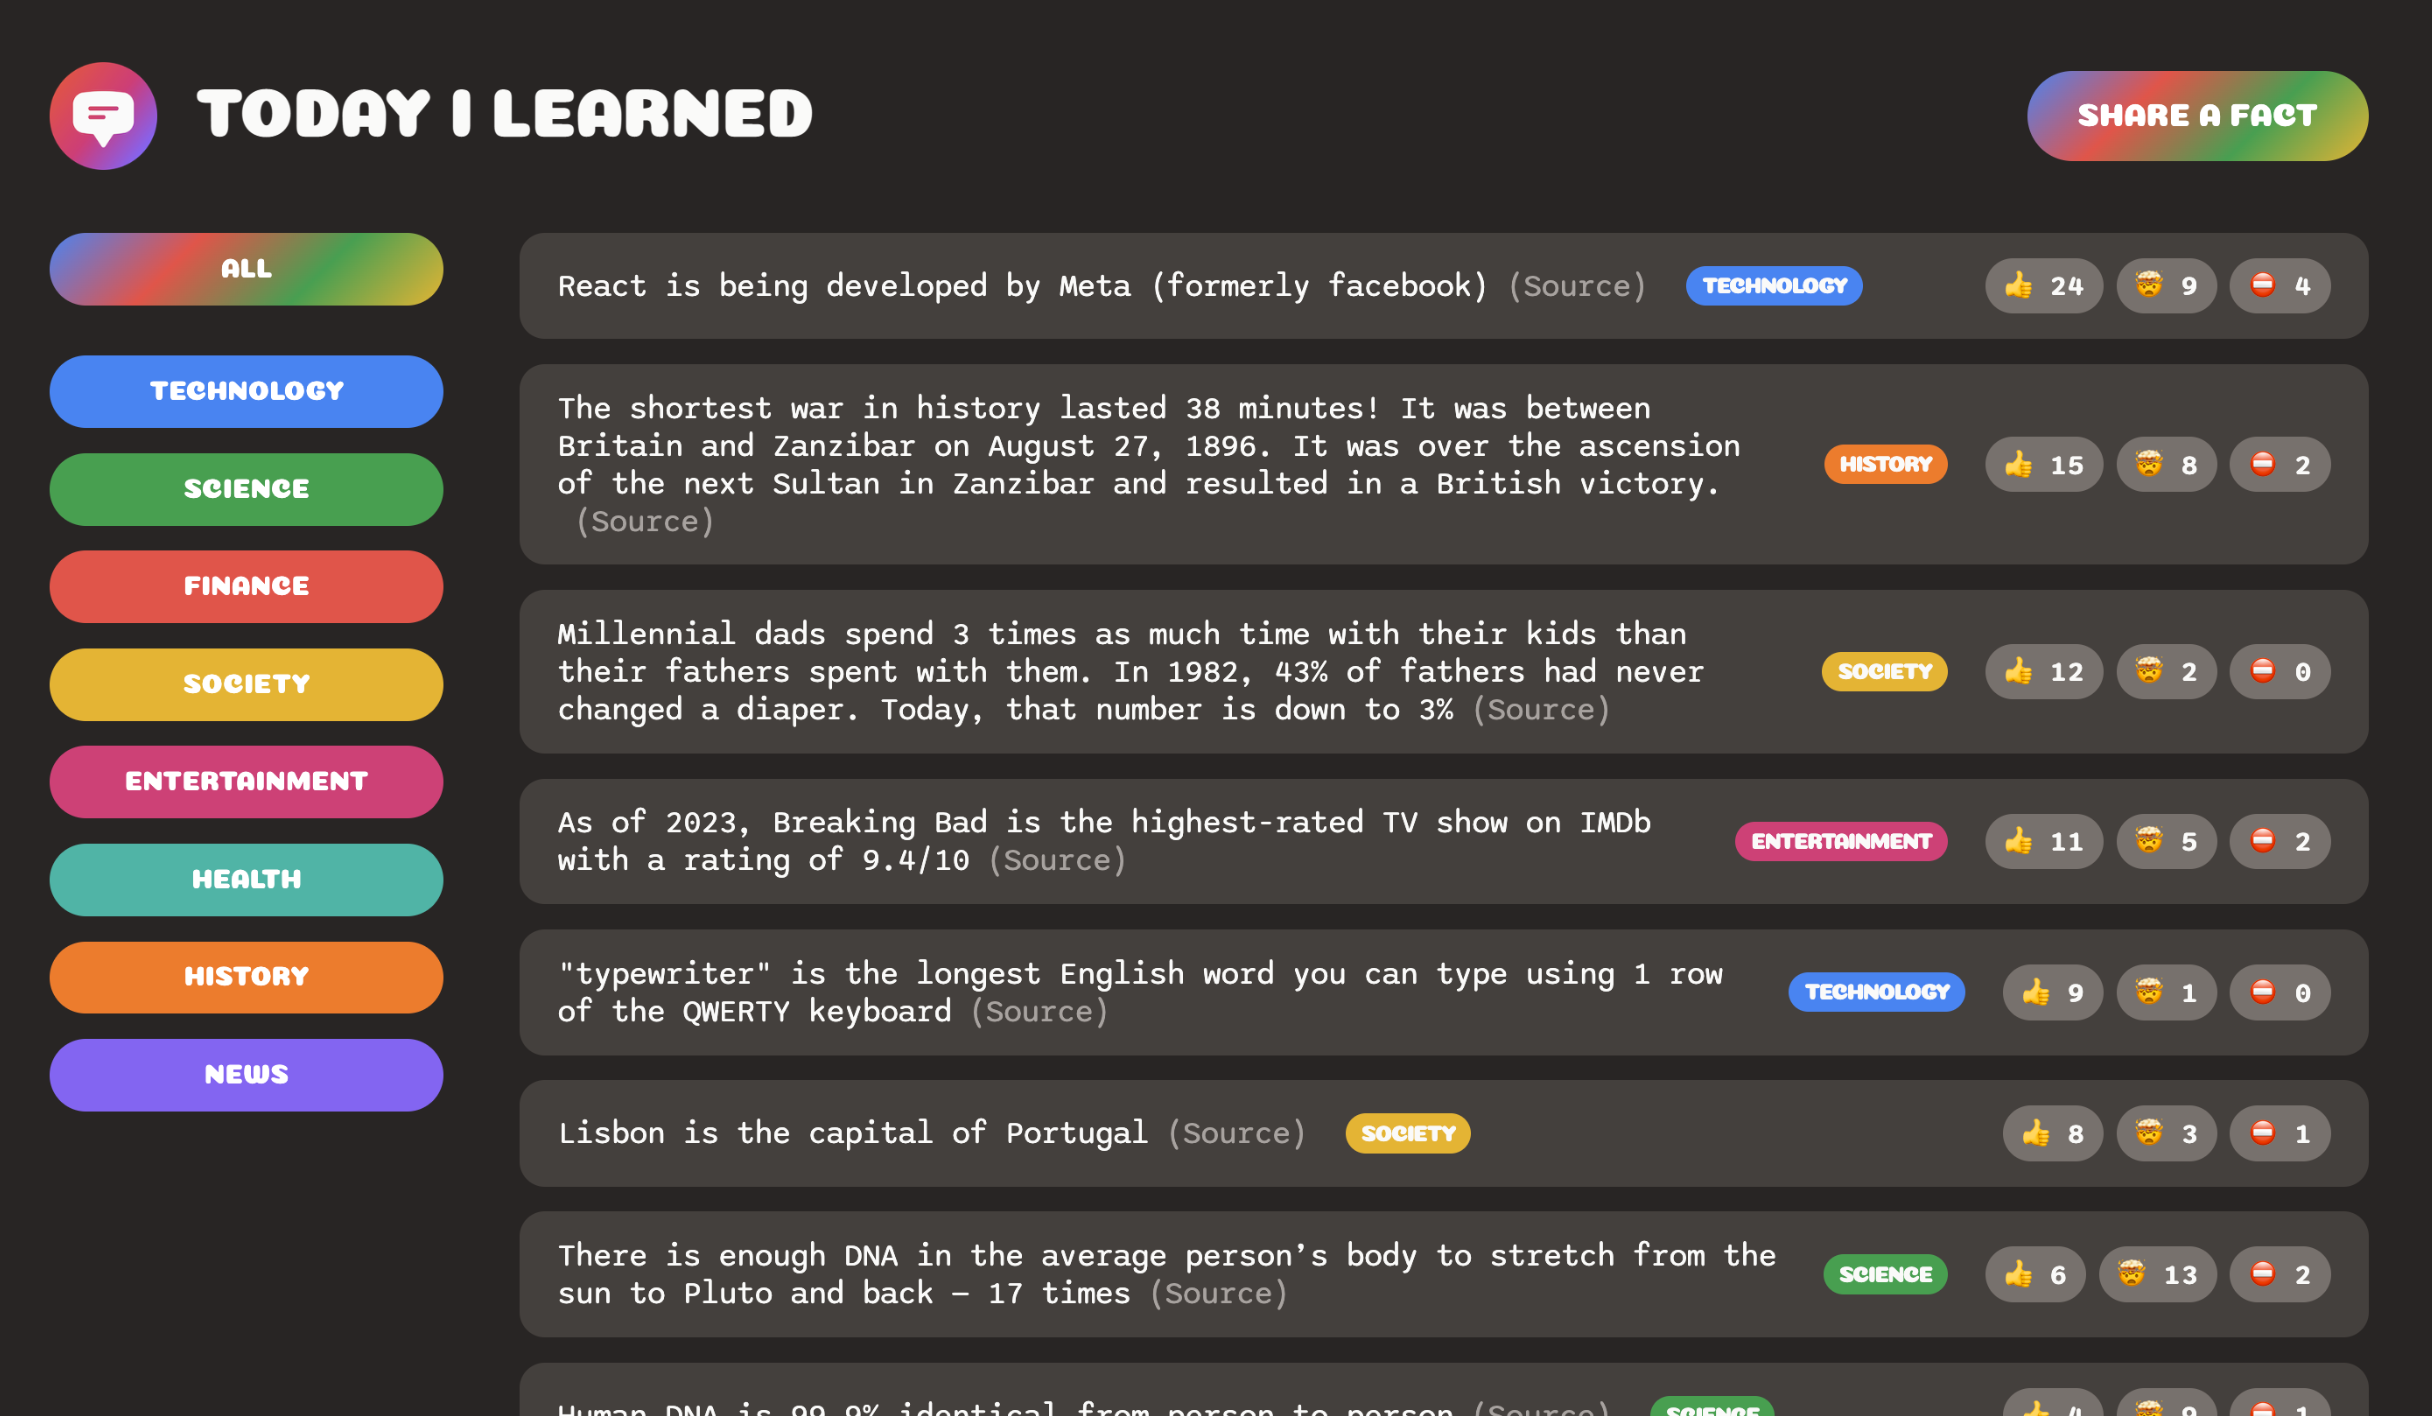 TODAY I LEARNED
SHARE A FACT
ALL
TECHNOLOGY
SCIENCE
FINANCE
SOCIETY
ENTERTAINMENT
HEALTH
HISTORY
NEWS
React is being developed by Meta (formerly facebook) (Source) TECHNOLOGY 👍 24 🤯 9 ⛔️ 4
The shortest war in history lasted 38 minutes! It was between
Britain and Zanzibar on August 27, 1896. It was over the ascension
of the next Sultan in Zanzibar and resulted in a British victory.
(Source)
HISTORY 👍 15 🤯 8 ⛔️ 2
Millennial dads spend 3 times as much time with their kids than
their fathers spent with them. In 1982, 43% of fathers had never
changed a diaper. Today, that number is down to 3% (Source)
SOCIETY 👍 12 🤯 2 ⛔️ 0
As of 2023, Breaking Bad is the highest-rated TV show on IMDb
with a rating of 9.4/10 (Source)
ENTERTAINMENT 👍 11 🤯 5 ⛔️ 2
"typewriter" is the longest English word you can type using 1 row
of the QWERTY keyboard (Source)
TECHNOLOGY 👍 9 🤯 1 ⛔️ 0
Lisbon is the capital of Portugal (Source) SOCIETY 👍 8 🤯 3 ⛔️ 1
There is enough DNA in the average person’s body to stretch from the
sun to Pluto and back — 17 times (Source)
SCIENCE 👍 6 🤯 13 ⛔️ 2
Human DNA is 99.9% identical from person to person (Source) SCIENCE 👍 4 🤯 9 ⛔️ 1